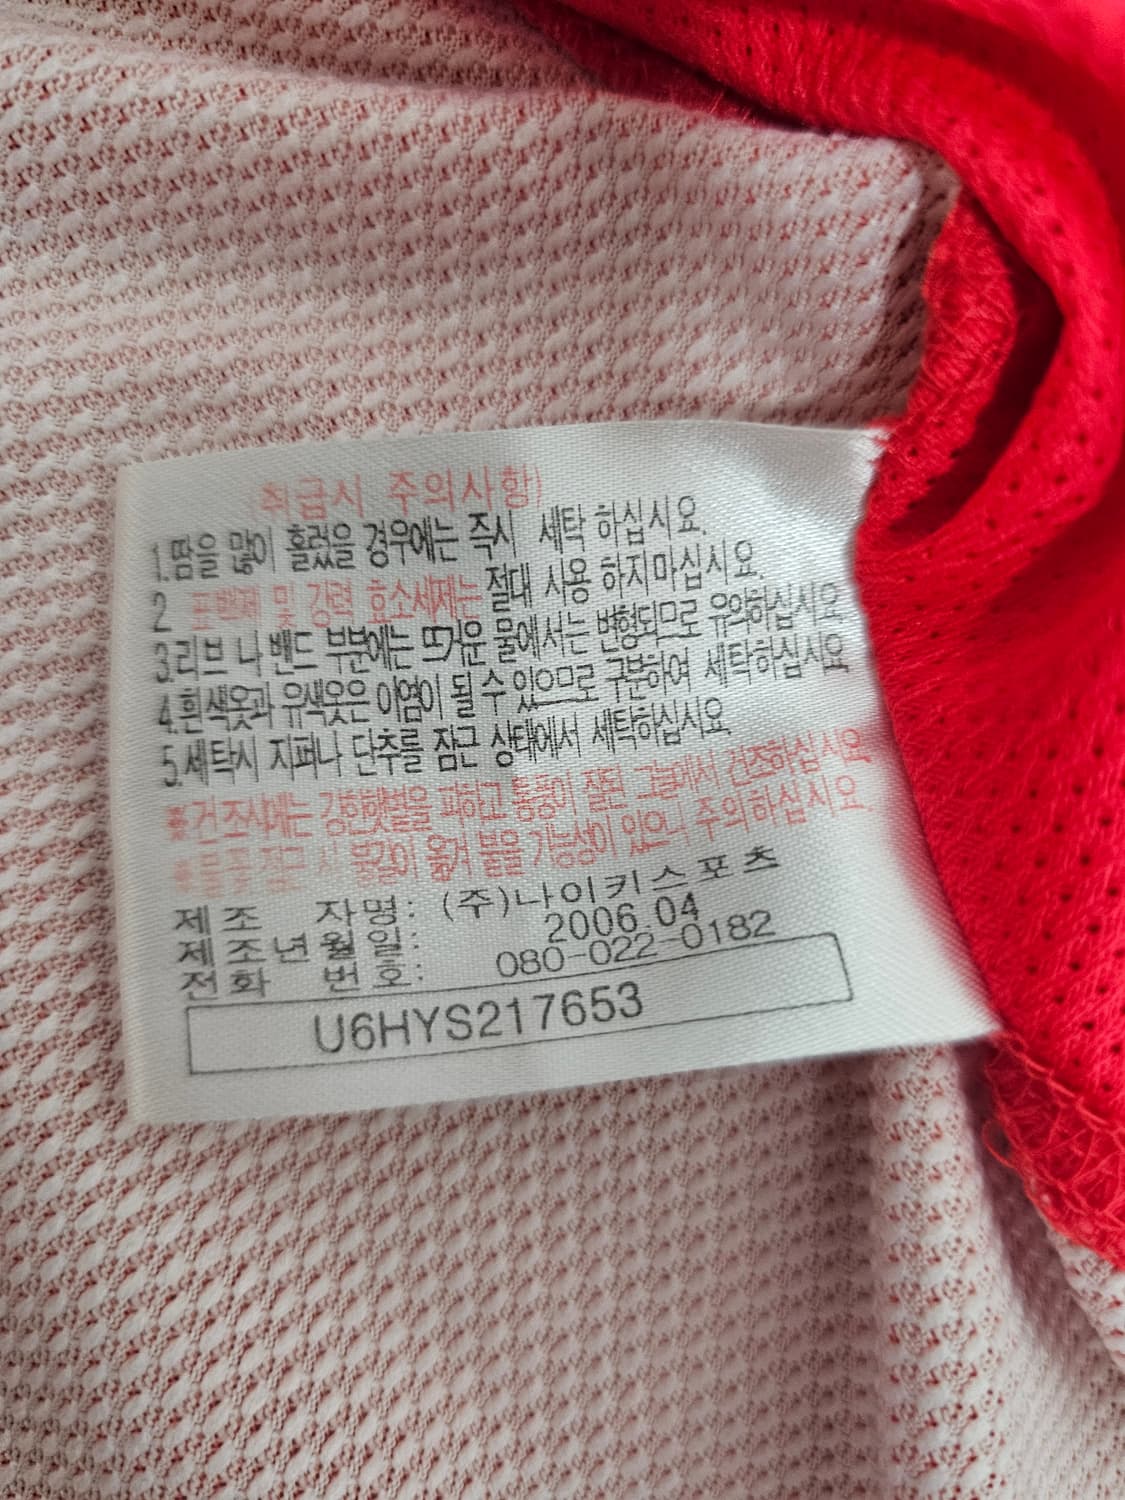 취급시 주의사항)
1.땀을 많이 흘렸을 경우에는 즉시 세탁 하십시요.
2 표백제 및 강력 효소세제는 절대 사용 하지마십시요.
3.리브 나 밴드 부분에는 뜨거운 물에서는 변형되므로 유의하십시요
4.흰색옷과 유색옷은 이염이 될 수 있으므로 구분하여 세탁하십시요
5.세탁시 지퍼나 단추를 잠근 상태에서 세탁하십시요
※건조시에는 강한햇볕을 피하고 통풍이 잘된 그늘에서 건조하십시요.
시 물감이 옮겨 붙을 가능성이 있으니 주의하십시요.
제 조 자명: (주)나이키스포츠
제조년월일: 2006.04
전화 번호: 080-022-0182
U6HYS217653